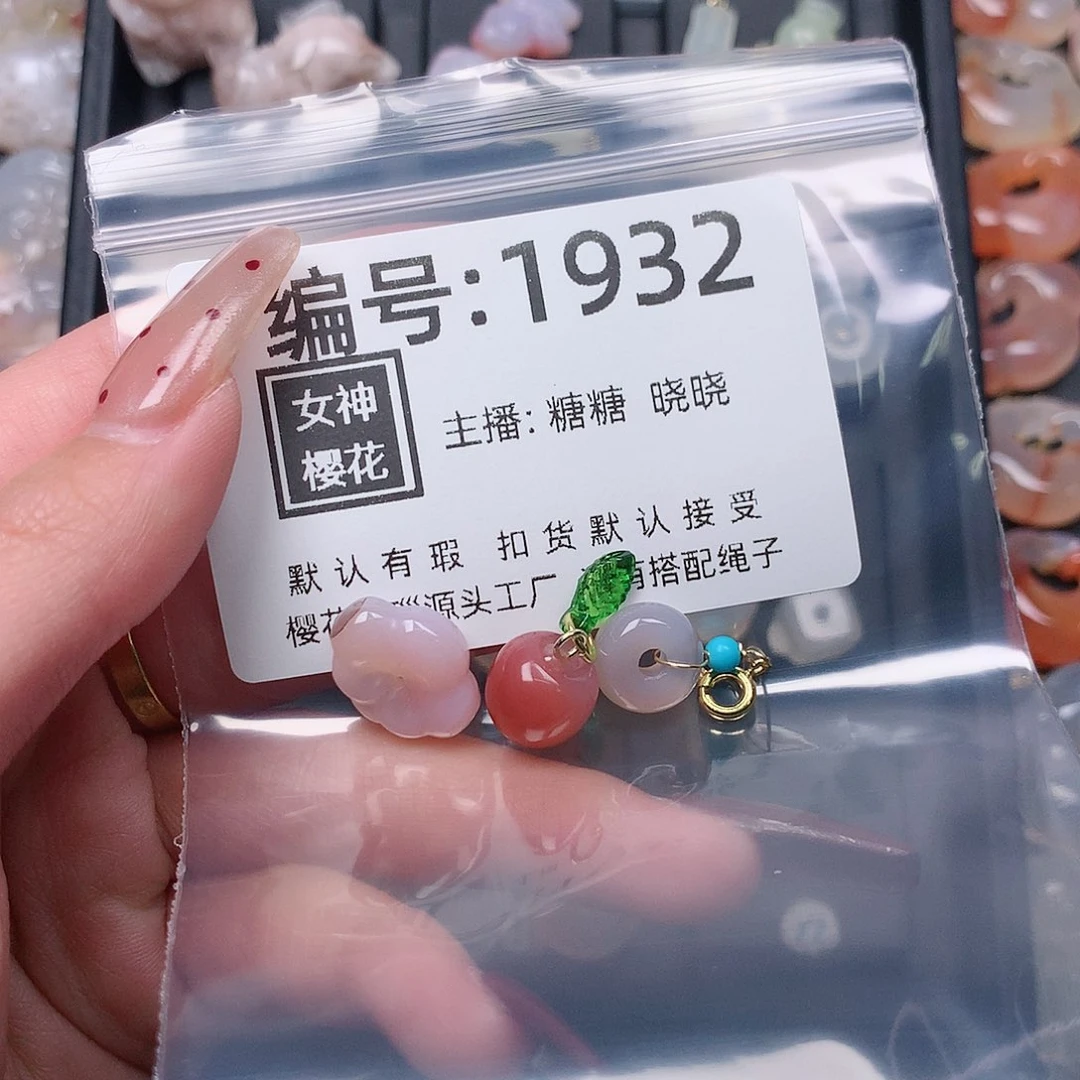 编号:1932
女神
樱花
主播: 糖糖 晓晓
默认有瑕 扣货默认接受
樱花 源头工厂 有搭配绳子